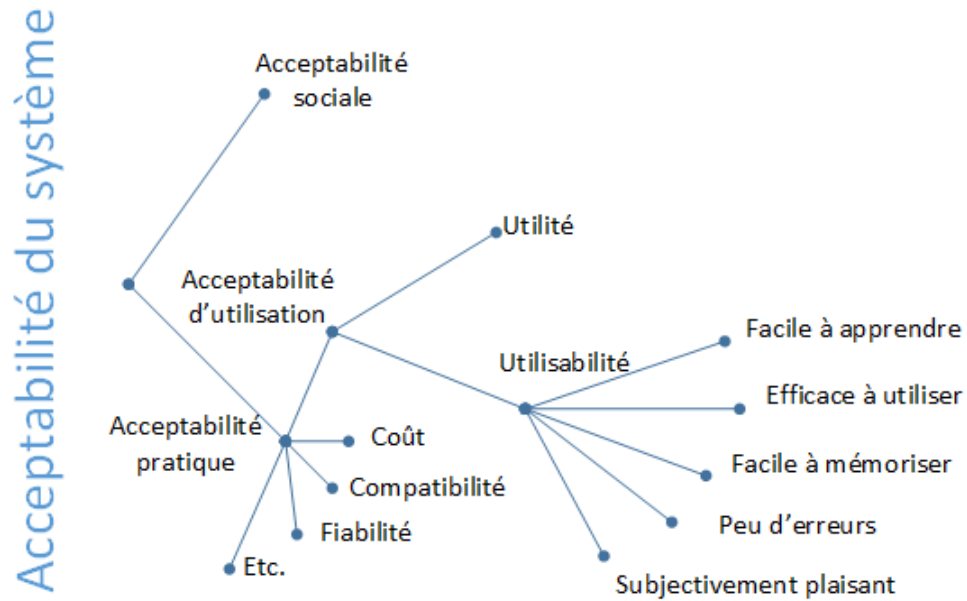 Acceptabilité du système
Acceptabilité
sociale
Utilité
Acceptabilité
d’utilisation
Utilisabilité
Facile à apprendre
Efficace à utiliser
Facile à mémoriser
Peu d’erreurs
Subjectivement plaisant
Acceptabilité
pratique
Coût
Compatibilité
Fiabilité
Etc.